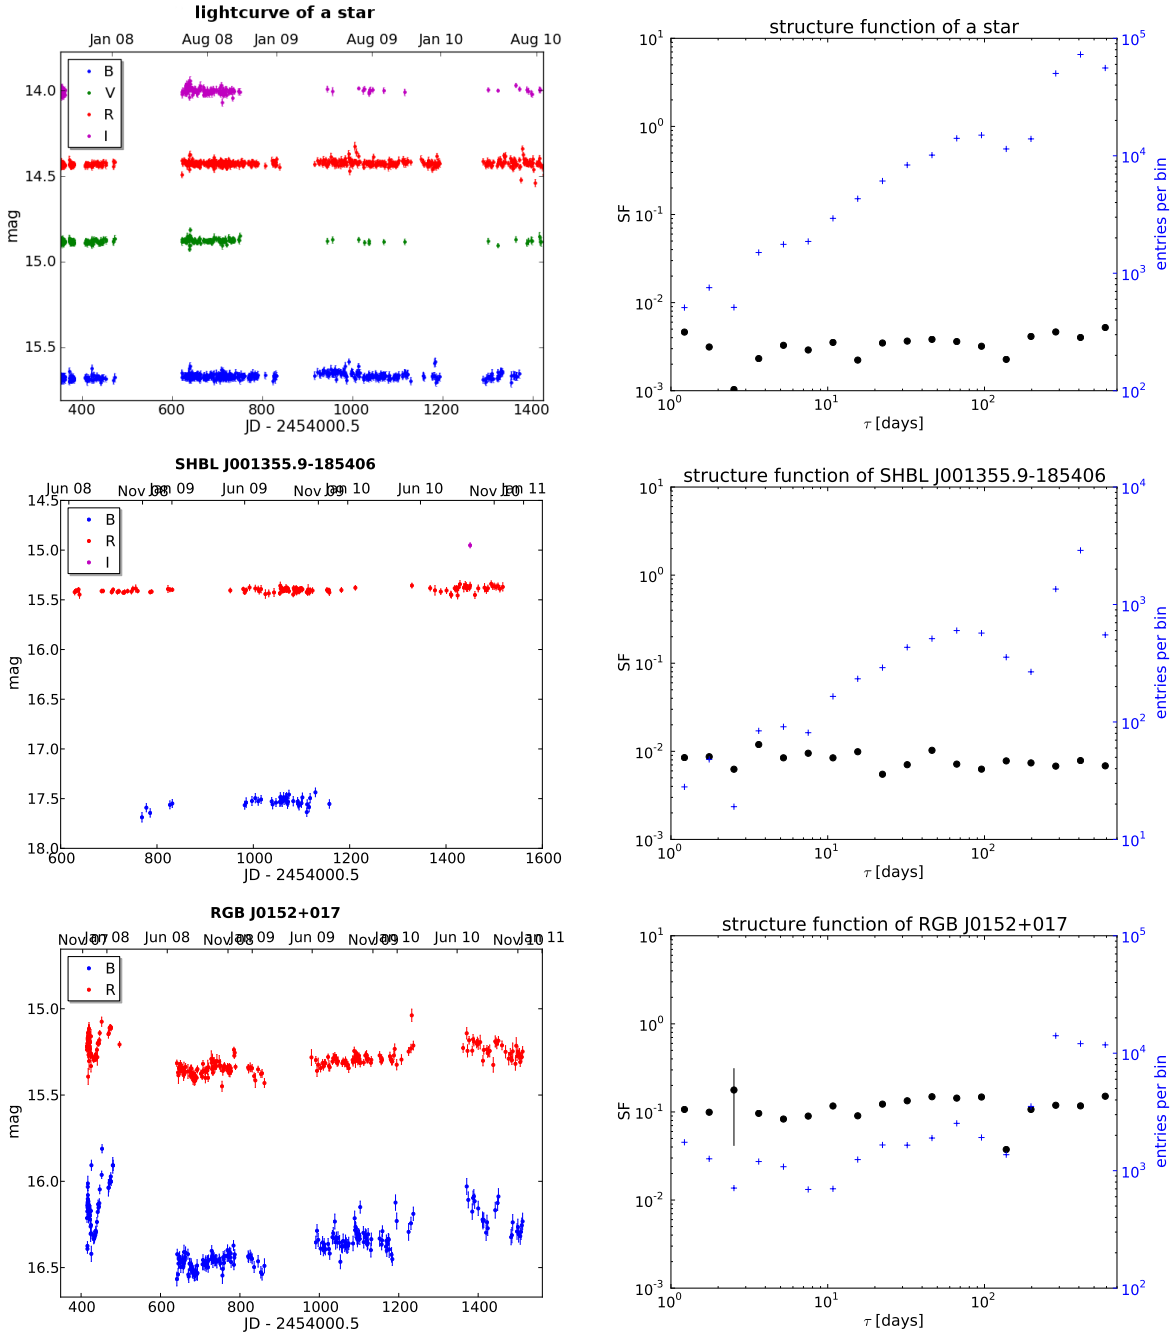 lightcurve of a star
Jan 08 Aug 08 Jan 09 Aug 09 Jan 10 Aug 10
B
V
R
I
14.0
14.5
15.0
15.5
mag
400 600 800 1000 1200 1400
JD - 2454000.5
structure function of a star
10^1
10^0
10^-1
10^-2
10^-3
SF
10^5
10^4
10^3
10^2
entries per bin
10^0 10^1 10^2
τ [days]
SHBL J001355.9-185406
Jun 08 Nov 08 Jan 09 Jun 09 Nov 09 Jan 10 Jun 10 Nov 10 Jan 11
B
R
I
14.5
15.0
15.5
16.0
16.5
17.0
17.5
18.0
mag
600 800 1000 1200 1400 1600
JD - 2454000.5
structure function of SHBL J001355.9-185406
10^1
10^0
10^-1
10^-2
10^-3
SF
10^4
10^3
10^2
10^1
entries per bin
10^0 10^1 10^2
τ [days]
RGB J0152+017
Nov 07 Jan 08 Jun 08 Nov 08 Jan 09 Jun 09 Nov 09 Jan 10 Jun 10 Nov 10 Jan 11
B
R
15.0
15.5
16.0
16.5
mag
400 600 800 1000 1200 1400
JD - 2454000.5
structure function of RGB J0152+017
10^1
10^0
10^-1
10^-2
10^-3
SF
10^5
10^4
10^3
10^2
entries per bin
10^0 10^1 10^2
τ [days]